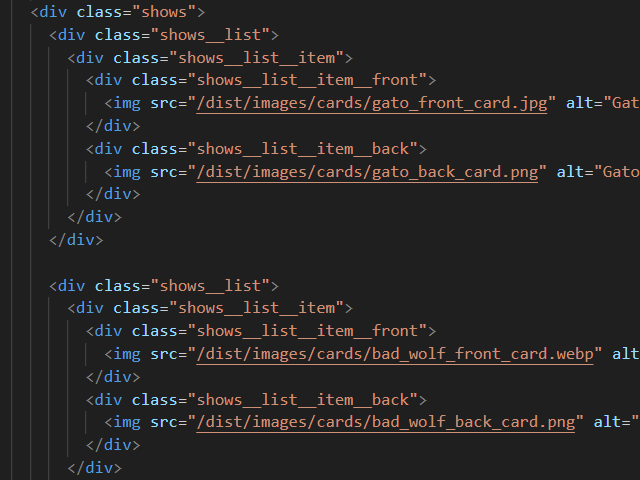 <div class="shows">
<div class="shows__list">
<div class="shows__list__item">
<div class="shows__list__item__front">
<img src="/dist/images/cards/gato_front_card.jpg" alt="Gat
</div>
<div class="shows__list__item__back">
<img src="/dist/images/cards/gato_back_card.png" alt="Gato
</div>
</div>
</div>
<div class="shows__list">
<div class="shows__list__item">
<div class="shows__list__item__front">
<img src="/dist/images/cards/bad_wolf_front_card.webp" alt
</div>
<div class="shows__list__item__back">
<img src="/dist/images/cards/bad_wolf_back_card.png" alt="
</div>
</div>